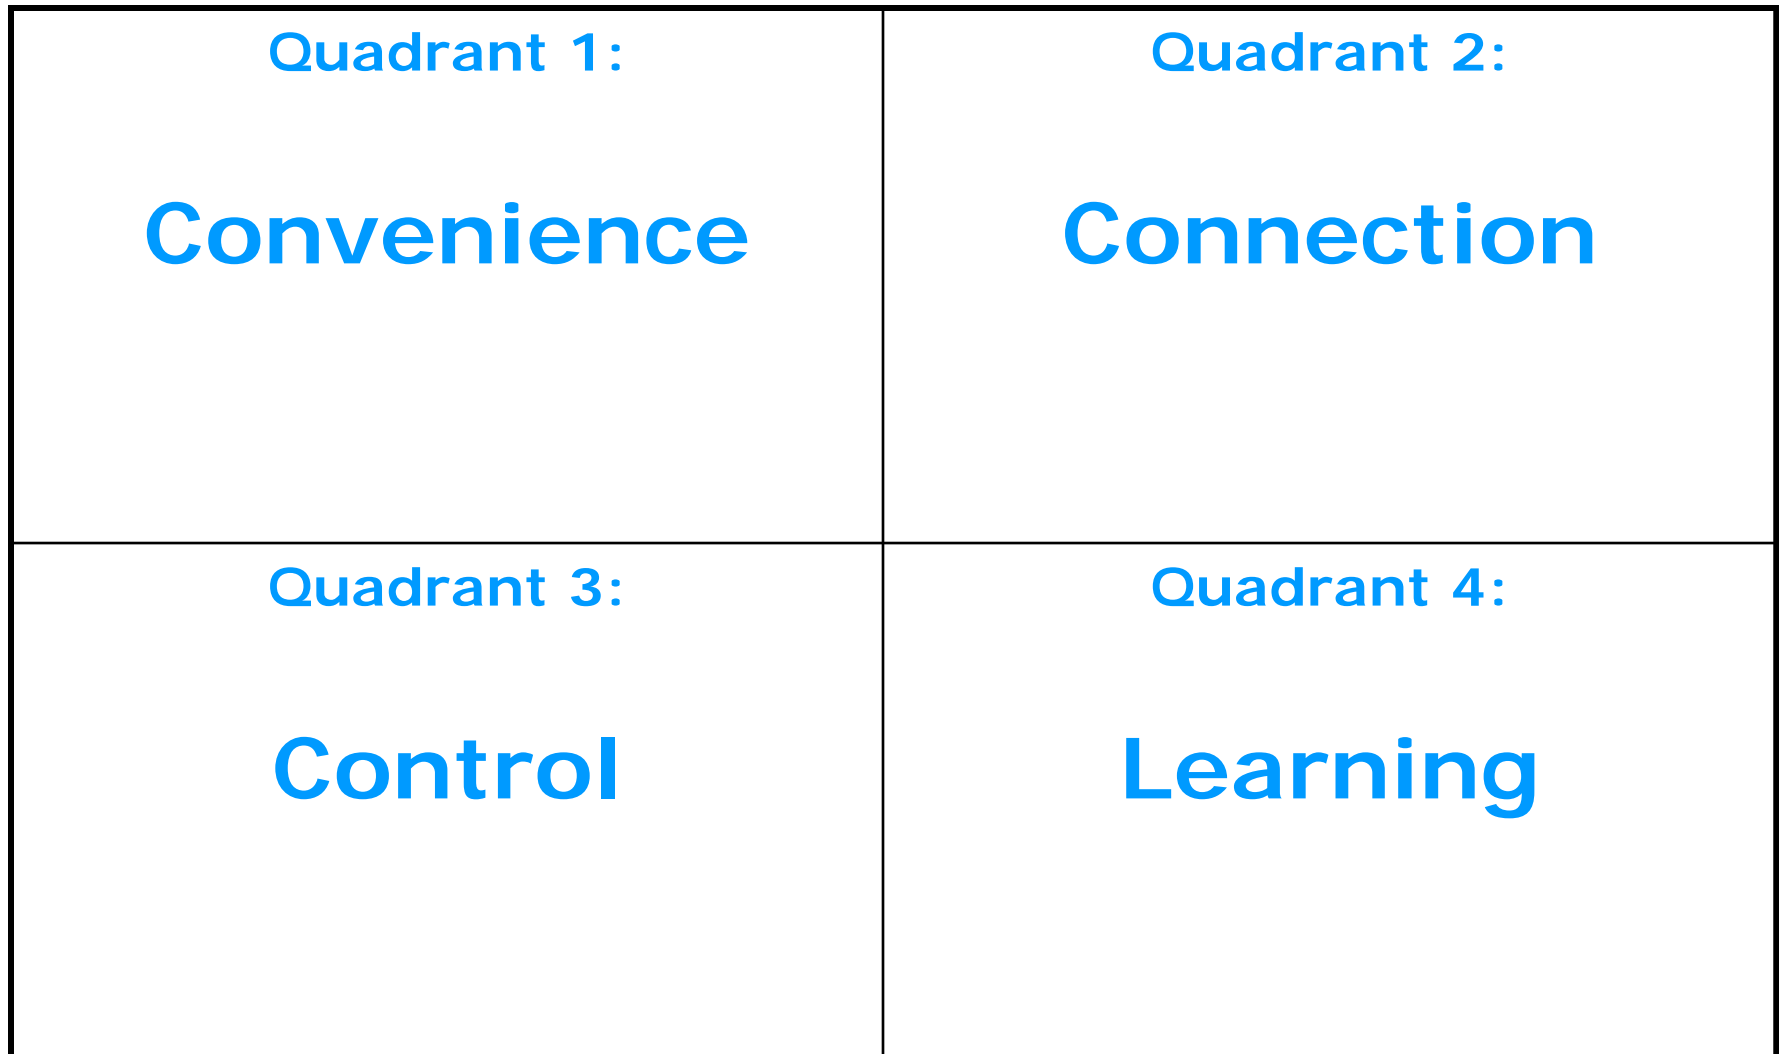 Quadrant 1:
Convenience
Quadrant 2:
Connection
Quadrant 3:
Control
Quadrant 4:
Learning